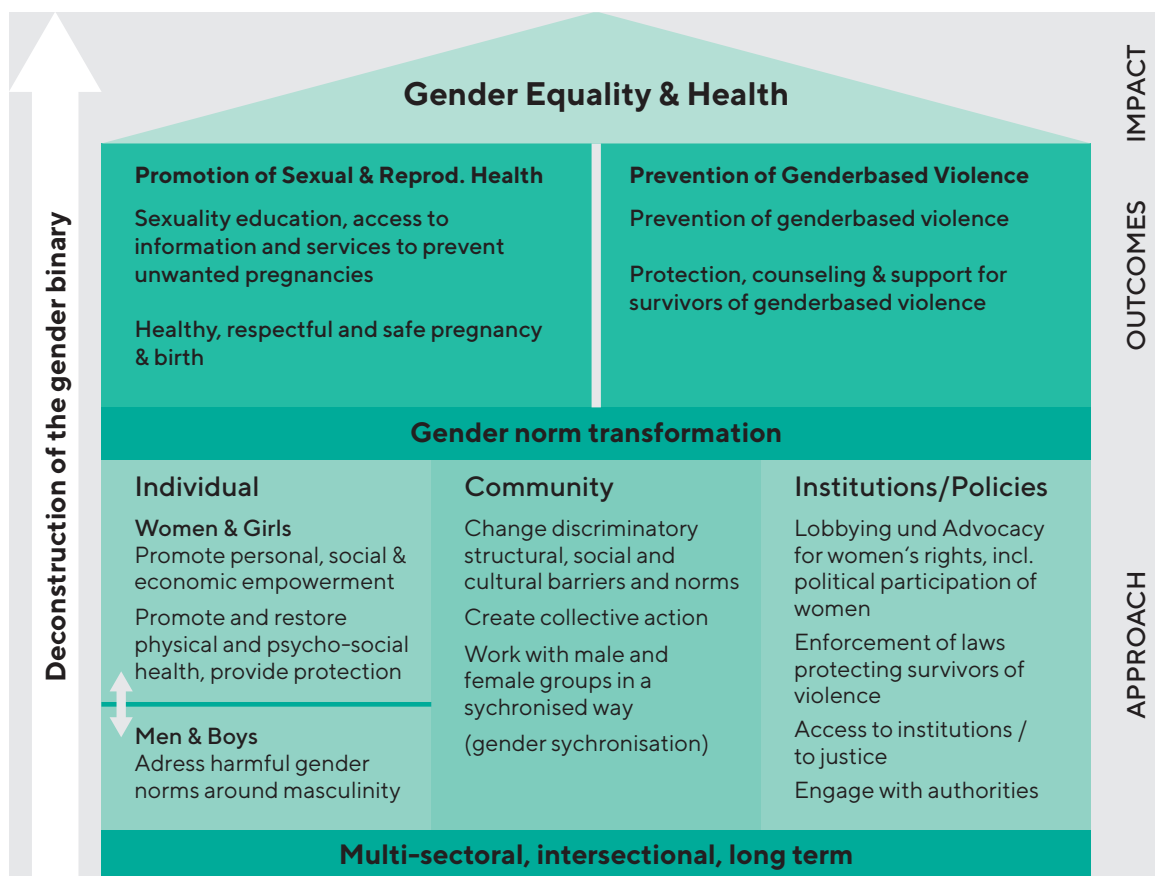 Gender Equality & Health
IMPACT
Deconstruction of the gender binary
Promotion of Sexual & Reprod. Health
Sexuality education, access to
information and services to prevent
unwanted pregnancies
Healthy, respectful and safe pregnancy
& birth
Prevention of Genderbased Violence
Prevention of genderbased violence
Protection, counseling & support for
survivors of genderbased violence
OUTCOMES
Gender norm transformation
Individual
Women & Girls
Promote personal, social &
economic empowerment
Promote and restore
physical and psycho-social
health, provide protection
Men & Boys
Adress harmful gender
norms around masculinity
Community
Change discriminatory
structural, social and
cultural barriers and norms
Create collective action
Work with male and
female groups in a
sychronised way
(gender sychronisation)
Institutions/Policies
Lobbying und Advocacy
for women‘s rights, incl.
political participation of
women
Enforcement of laws
protecting survivors of
violence
Access to institutions /
to justice
Engage with authorities
APPROACH
Multi-sectoral, intersectional, long term